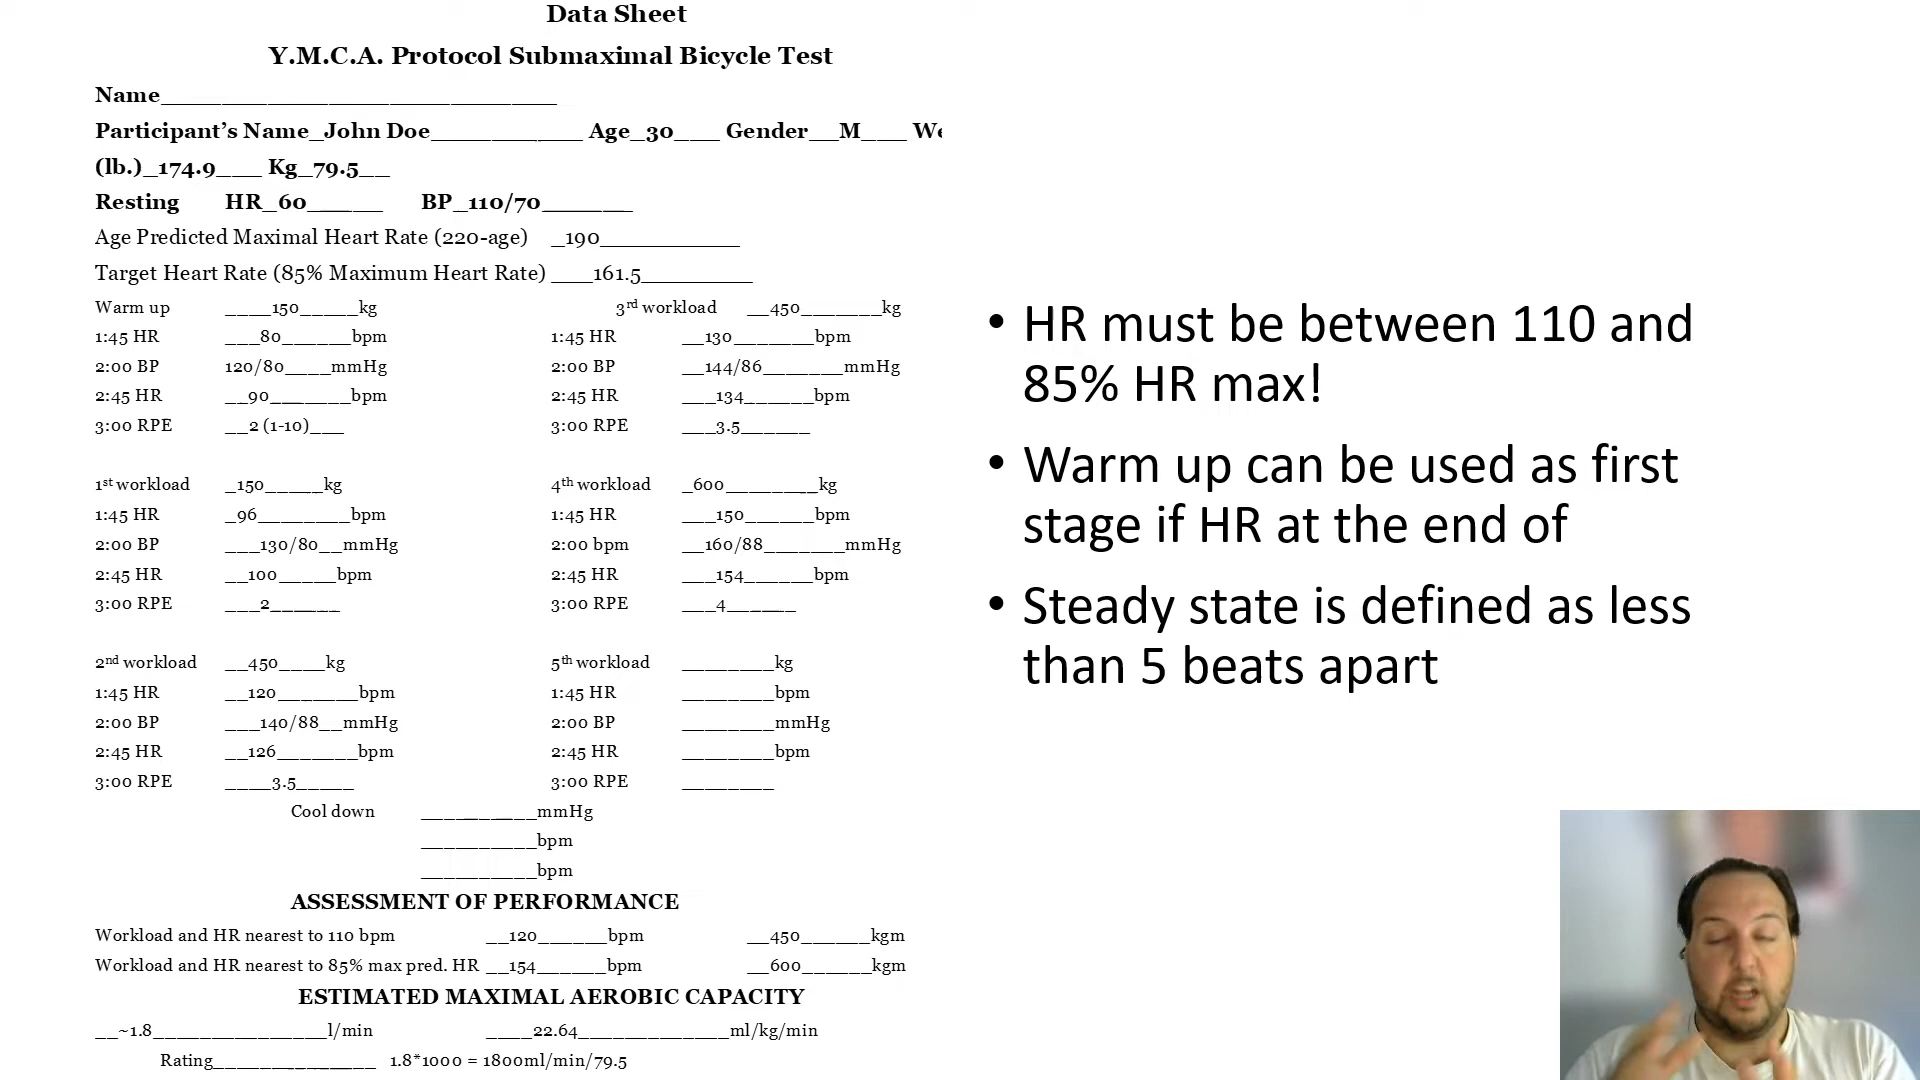 Data Sheet
Y.M.C.A. Protocol Submaximal Bicycle Test
Name__________________________
Participant’s Name_John Doe__________ Age_30___ Gender__M___ We
(lb.)_174.9___ Kg_79.5__
Resting HR_60_____ BP_110/70______
Age Predicted Maximal Heart Rate (220-age) _190___________
Target Heart Rate (85% Maximum Heart Rate) ___161.5________
Warm up ____150_____kg
1:45 HR ___80______bpm
2:00 BP 120/80____mmHg
2:45 HR __90_______bpm
3:00 RPE __2 (1-10)___
1st workload _150_____kg
1:45 HR _96________bpm
2:00 BP ___130/80__mmHg
2:45 HR __100_____bpm
3:00 RPE ___2______
2nd workload __450____kg
1:45 HR __120_______bpm
2:00 BP ___140/88__mmHg
2:45 HR __126_______bpm
3:00 RPE ____3.5_____
3rd workload __450_______kg
1:45 HR __130_______bpm
2:00 BP __144/86_______mmHg
2:45 HR ___134______bpm
3:00 RPE ___3.5______
4th workload _600_________kg
1:45 HR ___150______bpm
2:00 bpm __160/88_______mmHg
2:45 HR ___154______bpm
3:00 RPE ___4______
5th workload ________kg
1:45 HR ________bpm
2:00 BP ________mmHg
2:45 HR ________bpm
3:00 RPE ________
Cool down __________mmHg
__________bpm
__________bpm
ASSESSMENT OF PERFORMANCE
Workload and HR nearest to 110 bpm __120______bpm __450______kgm
Workload and HR nearest to 85% max pred. HR __154______bpm __600______kgm
ESTIMATED MAXIMAL AEROBIC CAPACITY
__~1.8_______________l/min ____22.64_____________ml/kg/min
Rating______________ 1.8*1000 = 1800ml/min/79.5
• HR must be between 110 and
85% HR max!
• Warm up can be used as first
stage if HR at the end of
• Steady state is defined as less
than 5 beats apart